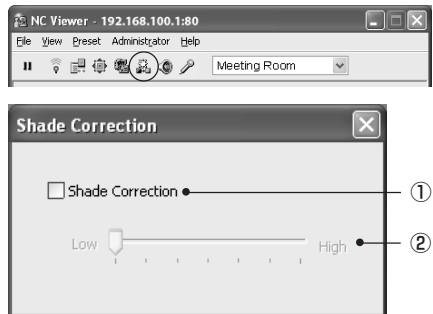 NC Viewer - 192.168.100.1:80
File View Preset Administrator Help
Meeting Room
Shade Correction
Shade Correction ①
Low High ②